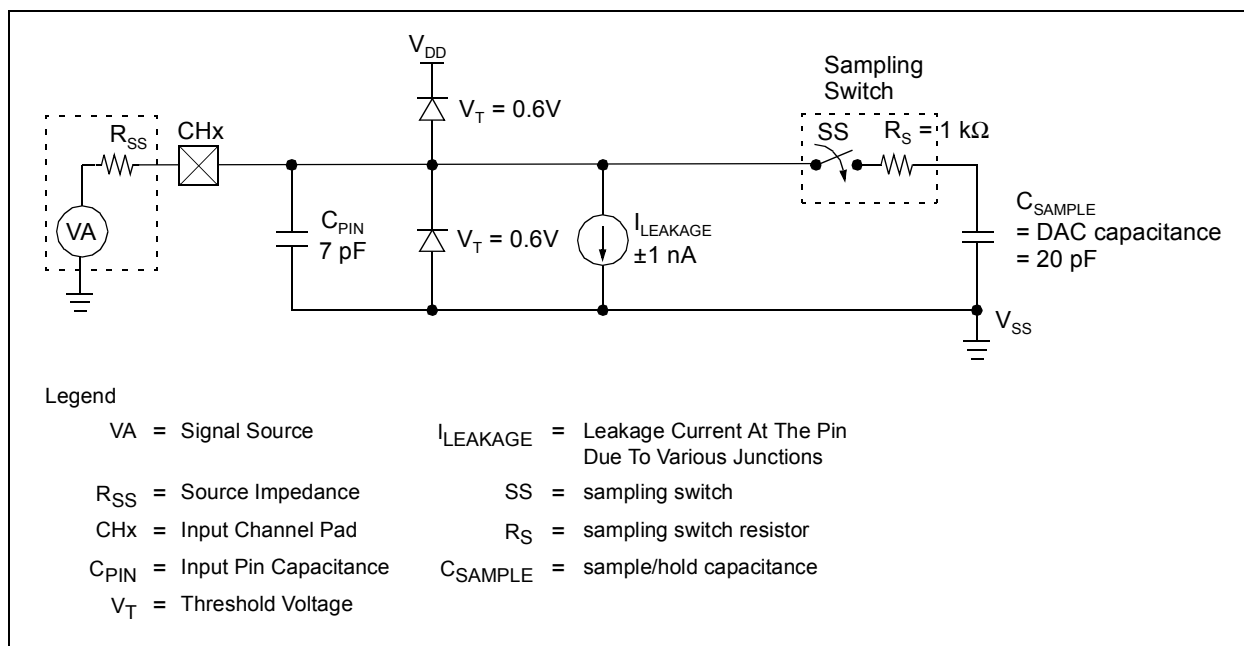 V_DD
Sampling
Switch
R_SS
CHx
V_T = 0.6V
SS
R_S = 1 kΩ
VA
C_PIN
7 pF
V_T = 0.6V
I_LEAKAGE
±1 nA
C_SAMPLE
= DAC capacitance
= 20 pF
V_SS
Legend
VA = Signal Source
I_LEAKAGE = Leakage Current At The Pin
Due To Various Junctions
R_SS = Source Impedance
SS = sampling switch
CHx = Input Channel Pad
R_S = sampling switch resistor
C_PIN = Input Pin Capacitance
C_SAMPLE = sample/hold capacitance
V_T = Threshold Voltage